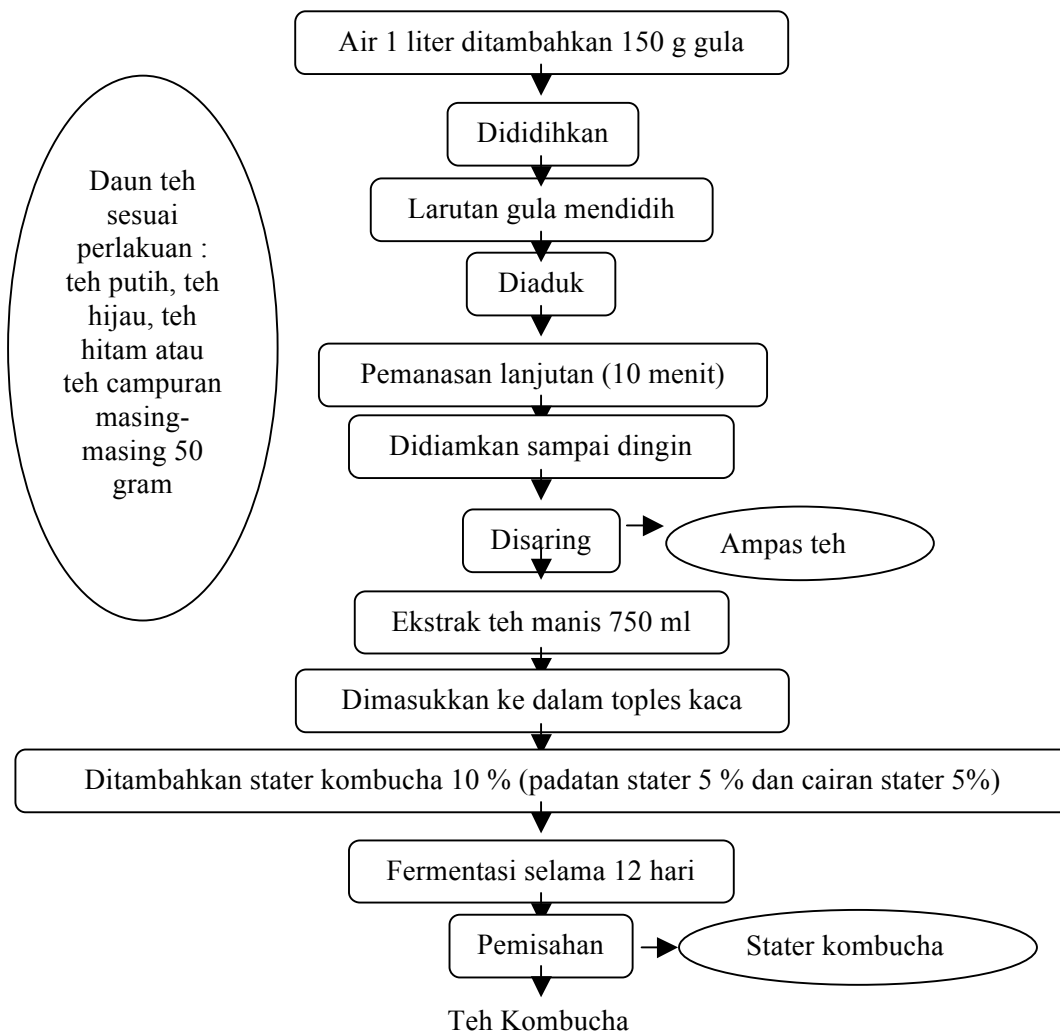 Air 1 liter ditambahkan 150 g gula
Dididihkan
Daun teh
sesuai
perlakuan :
teh putih, teh
hijau, teh
hitam atau
teh campuran
masing-
masing 50
gram
Larutan gula mendidih
Diaduk
Pemanasan lanjutan (10 menit)
Didiamkan sampai dingin
Disaring
Ampas teh
Ekstrak teh manis 750 ml
Dimasukkan ke dalam toples kaca
Ditambahkan stater kombucha 10 % (padatan stater 5 % dan cairan stater 5%)
Fermentasi selama 12 hari
Pemisahan
Stater kombucha
Teh Kombucha